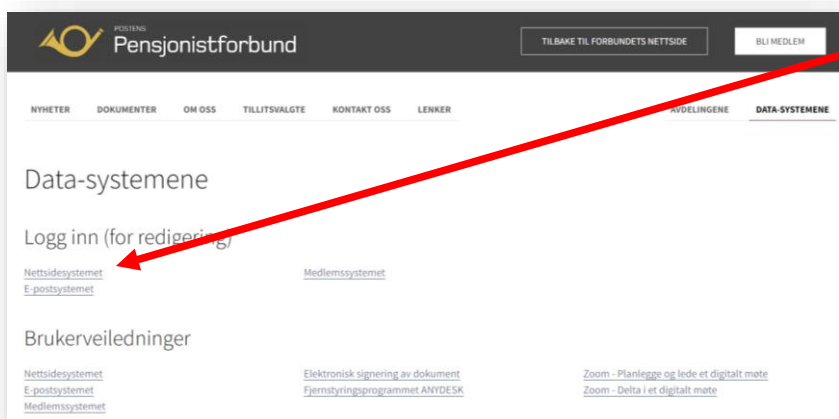 POSTENS
Pensjonistforbund
TILBAKE TIL FORBUNDETS NETTSIDE
BLI MEDLEM
NYHETER DOKUMENTER OM OSS TILLITSVALGTE KONTAKT OSS LENKER AVDELINGENE DATA-SYSTEMENE
Data-systemene
Logg inn (for redigering)
Nettsidesystemet Medlemssystemet
E-postsystemet
Brukerveiledninger
Nettsidesystemet Elektronisk signering av dokument Zoom - Planlegge og lede et digitalt møte
E-postsystemet Fjernstyringsprogrammet ANYDESK Zoom - Delta i et digitalt møte
Medlemssystemet